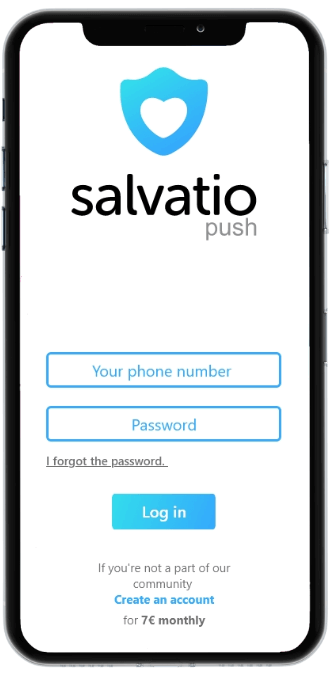 salvatio
push
Your phone number
Password
I forgot the password.
Log in
If you're not a part of our
community
Create an account
for 7€ monthly